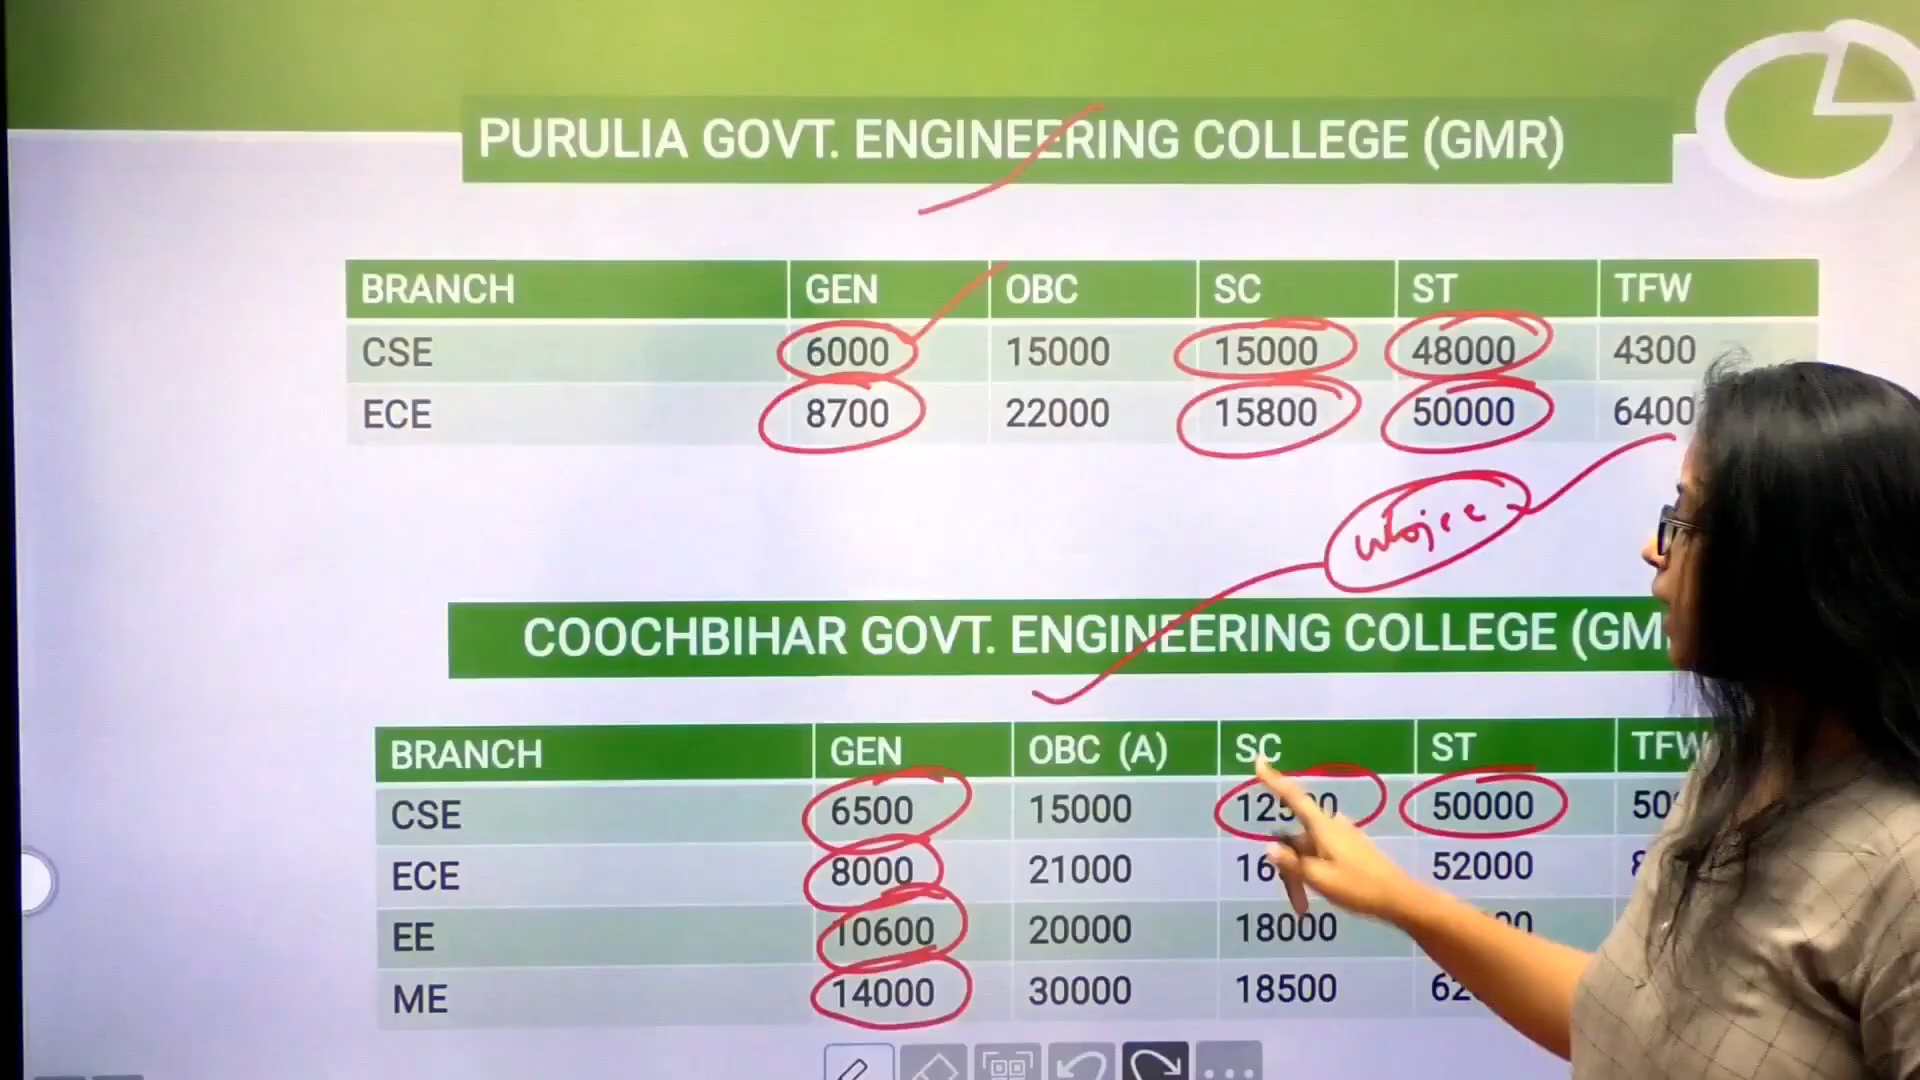 PURULIA GOVT. ENGINEERING COLLEGE (GMR)
BRANCH GEN OBC SC ST TFW
CSE 6000 15000 15000 48000 4300
ECE 8700 22000 15800 50000 6400
wbjee
COOCHBIHAR GOVT. ENGINEERING COLLEGE
BRANCH GEN OBC (A) SC ST TFW
CSE 6500 15000 50000
ECE 8000 21000 52000
EE 10600 20000 18000
ME 14000 30000 18500